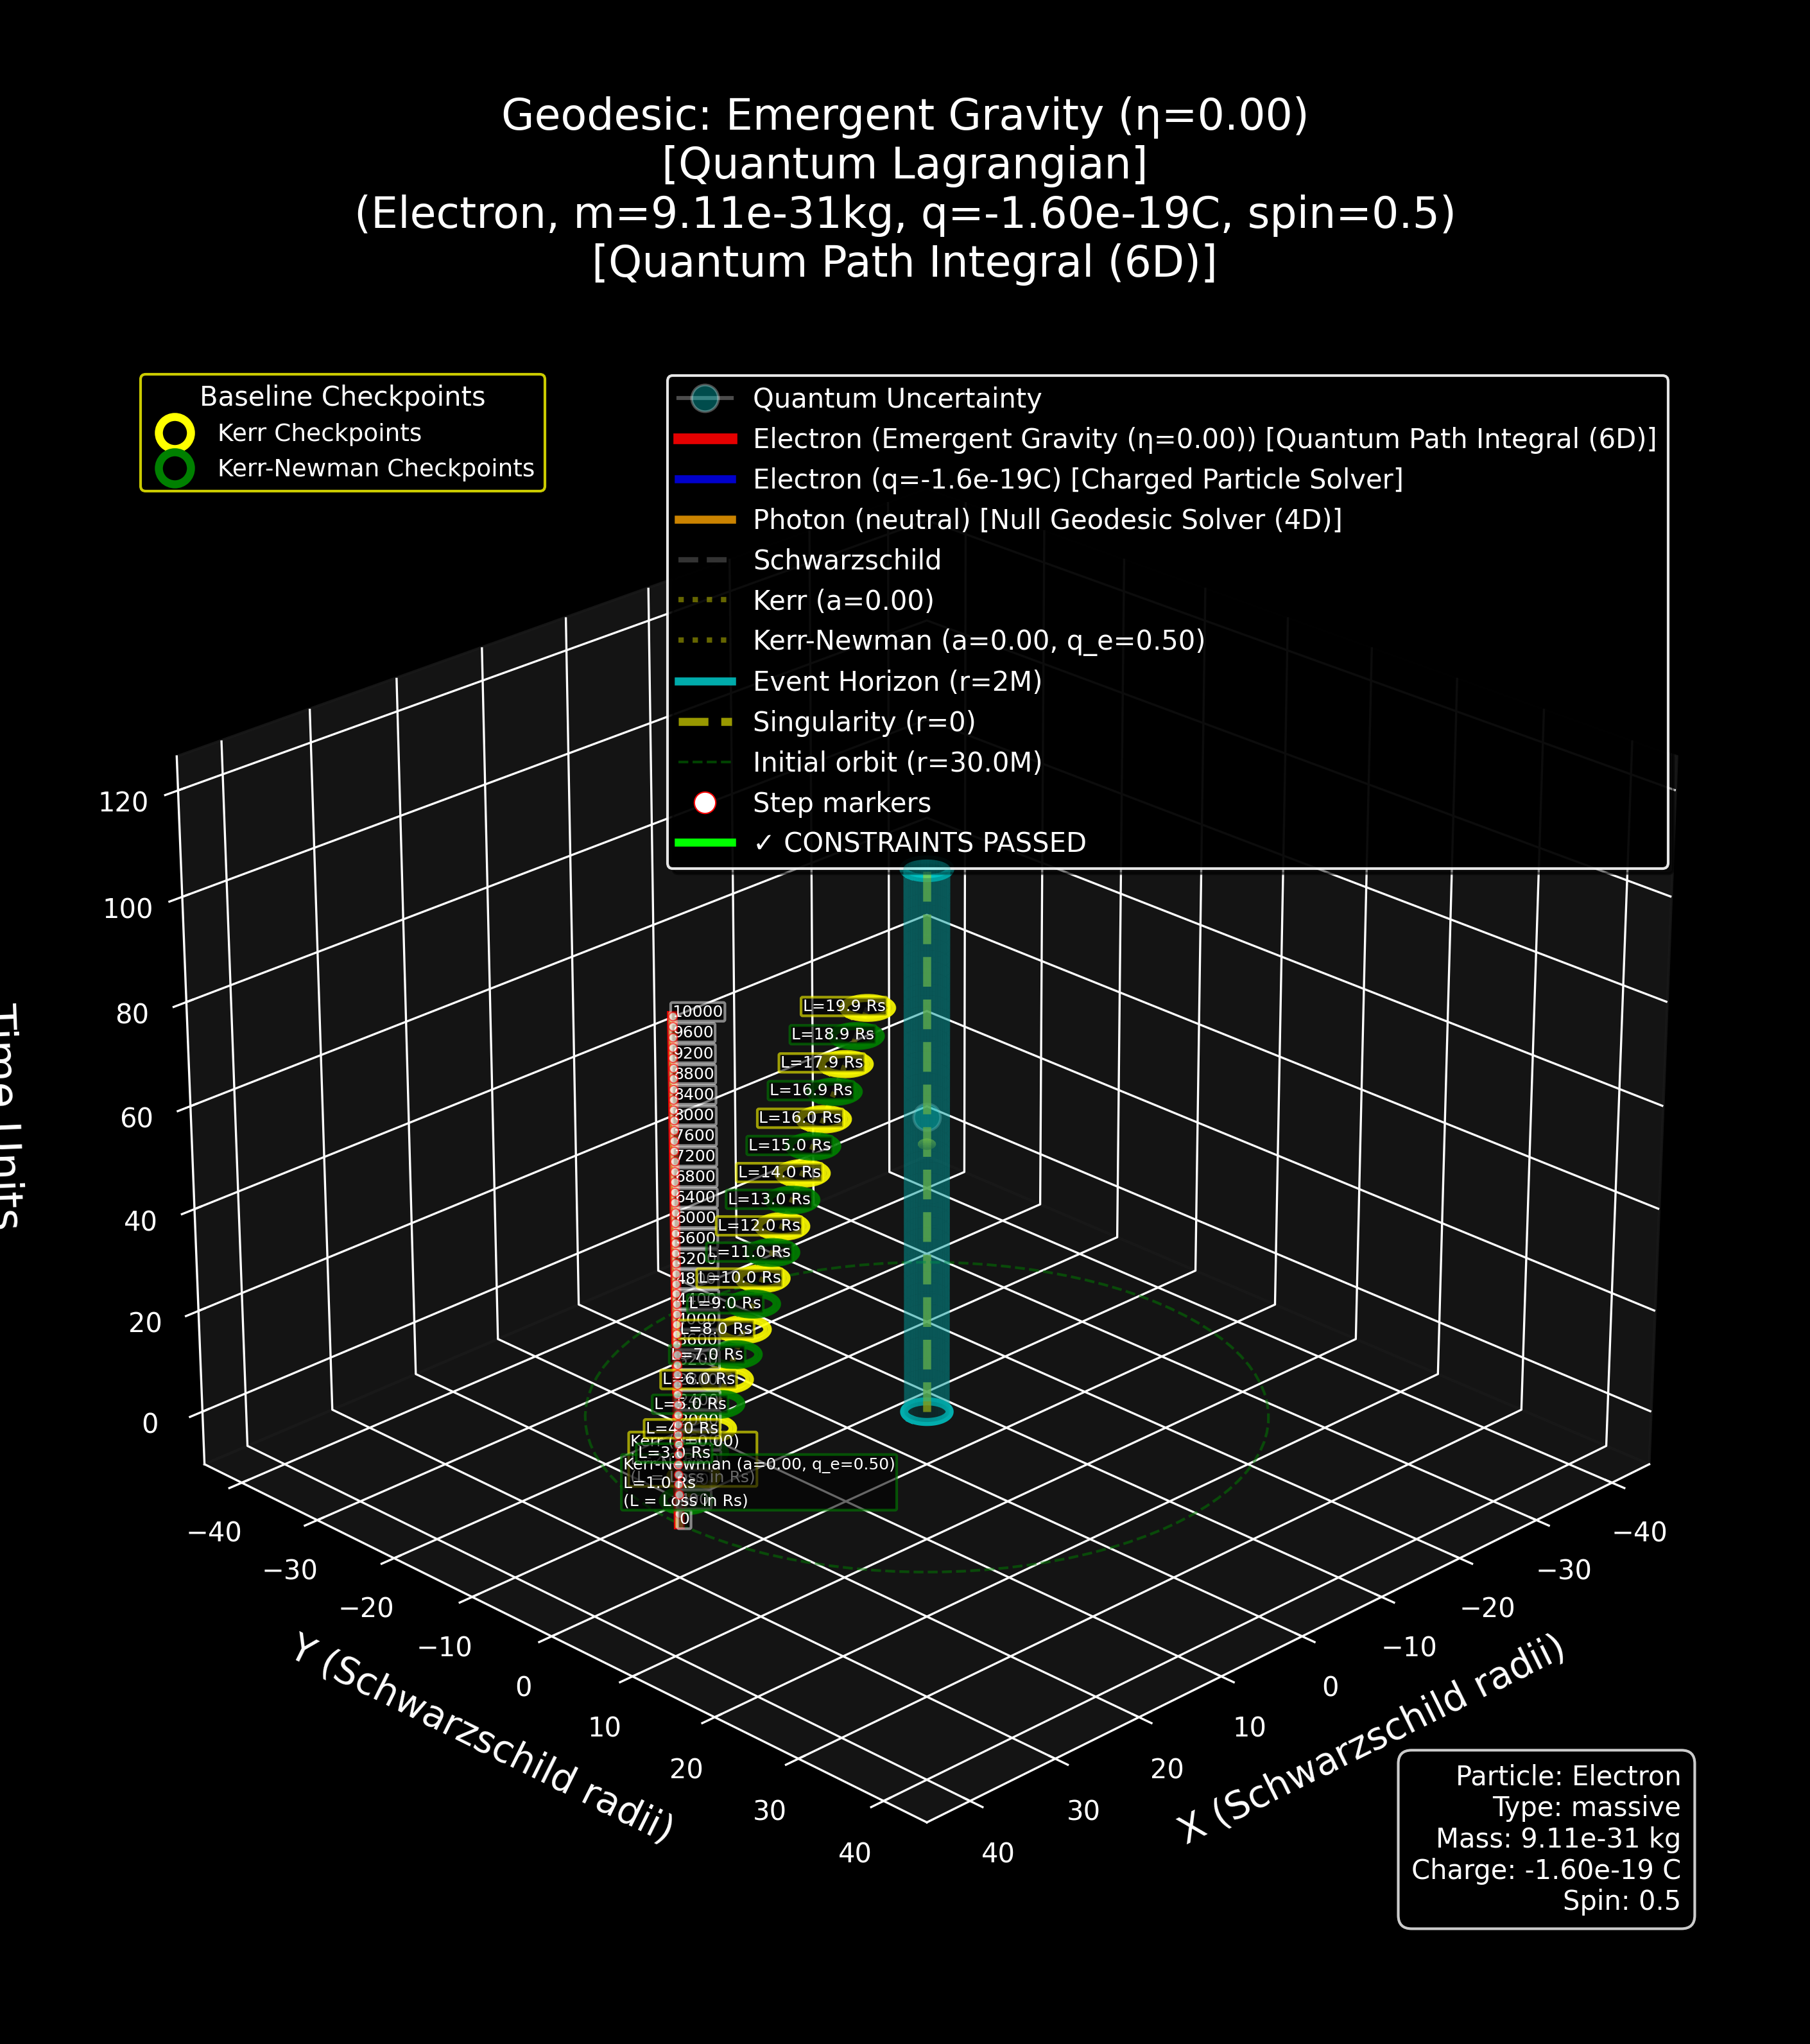 Geodesic: Emergent Gravity (η=0.00)
[Quantum Lagrangian]
(Electron, m=9.11e-31kg, q=-1.60e-19C, spin=0.5)
[Quantum Path Integral (6D)]
Baseline Checkpoints
Kerr Checkpoints
Kerr-Newman Checkpoints
Quantum Uncertainty
Electron (Emergent Gravity (η=0.00)) [Quantum Path Integral (6D)]
Electron (q=-1.6e-19C) [Charged Particle Solver]
Photon (neutral) [Null Geodesic Solver (4D)]
Schwarzschild
Kerr (a=0.00)
Kerr-Newman (a=0.00, q_e=0.50)
Event Horizon (r=2M)
Singularity (r=0)
Initial orbit (r=30.0M)
Step markers
✓ CONSTRAINTS PASSED
120
100
80
60
40
20
0
Time Units
10000
9600
9200
8800
8400
8000
7600
7200
6800
6400
6000
5600
5200
0
L=19.9 Rs
L=18.9 Rs
L=17.9 Rs
L=16.9 Rs
L=16.0 Rs
L=15.0 Rs
L=14.0 Rs
L=13.0 Rs
L=12.0 Rs
L=11.0 Rs
L=10.0 Rs
L=9.0 Rs
L=8.0 Rs
L=7.0 Rs
L=6.0 Rs
L=5.0 Rs
L=4.0 Rs
Kerr (a=0.00)
L=3.0 Rs
Kerr-Newman (a=0.00, q_e=0.50)
L=1.0 Rs
(L = Loss in Rs)
−40
−30
−20
−10
0
10
20
30
40
Y (Schwarzschild radii)
−40
−30
−20
−10
0
10
20
30
40
X (Schwarzschild radii)
Particle: Electron
Type: massive
Mass: 9.11e-31 kg
Charge: -1.60e-19 C
Spin: 0.5